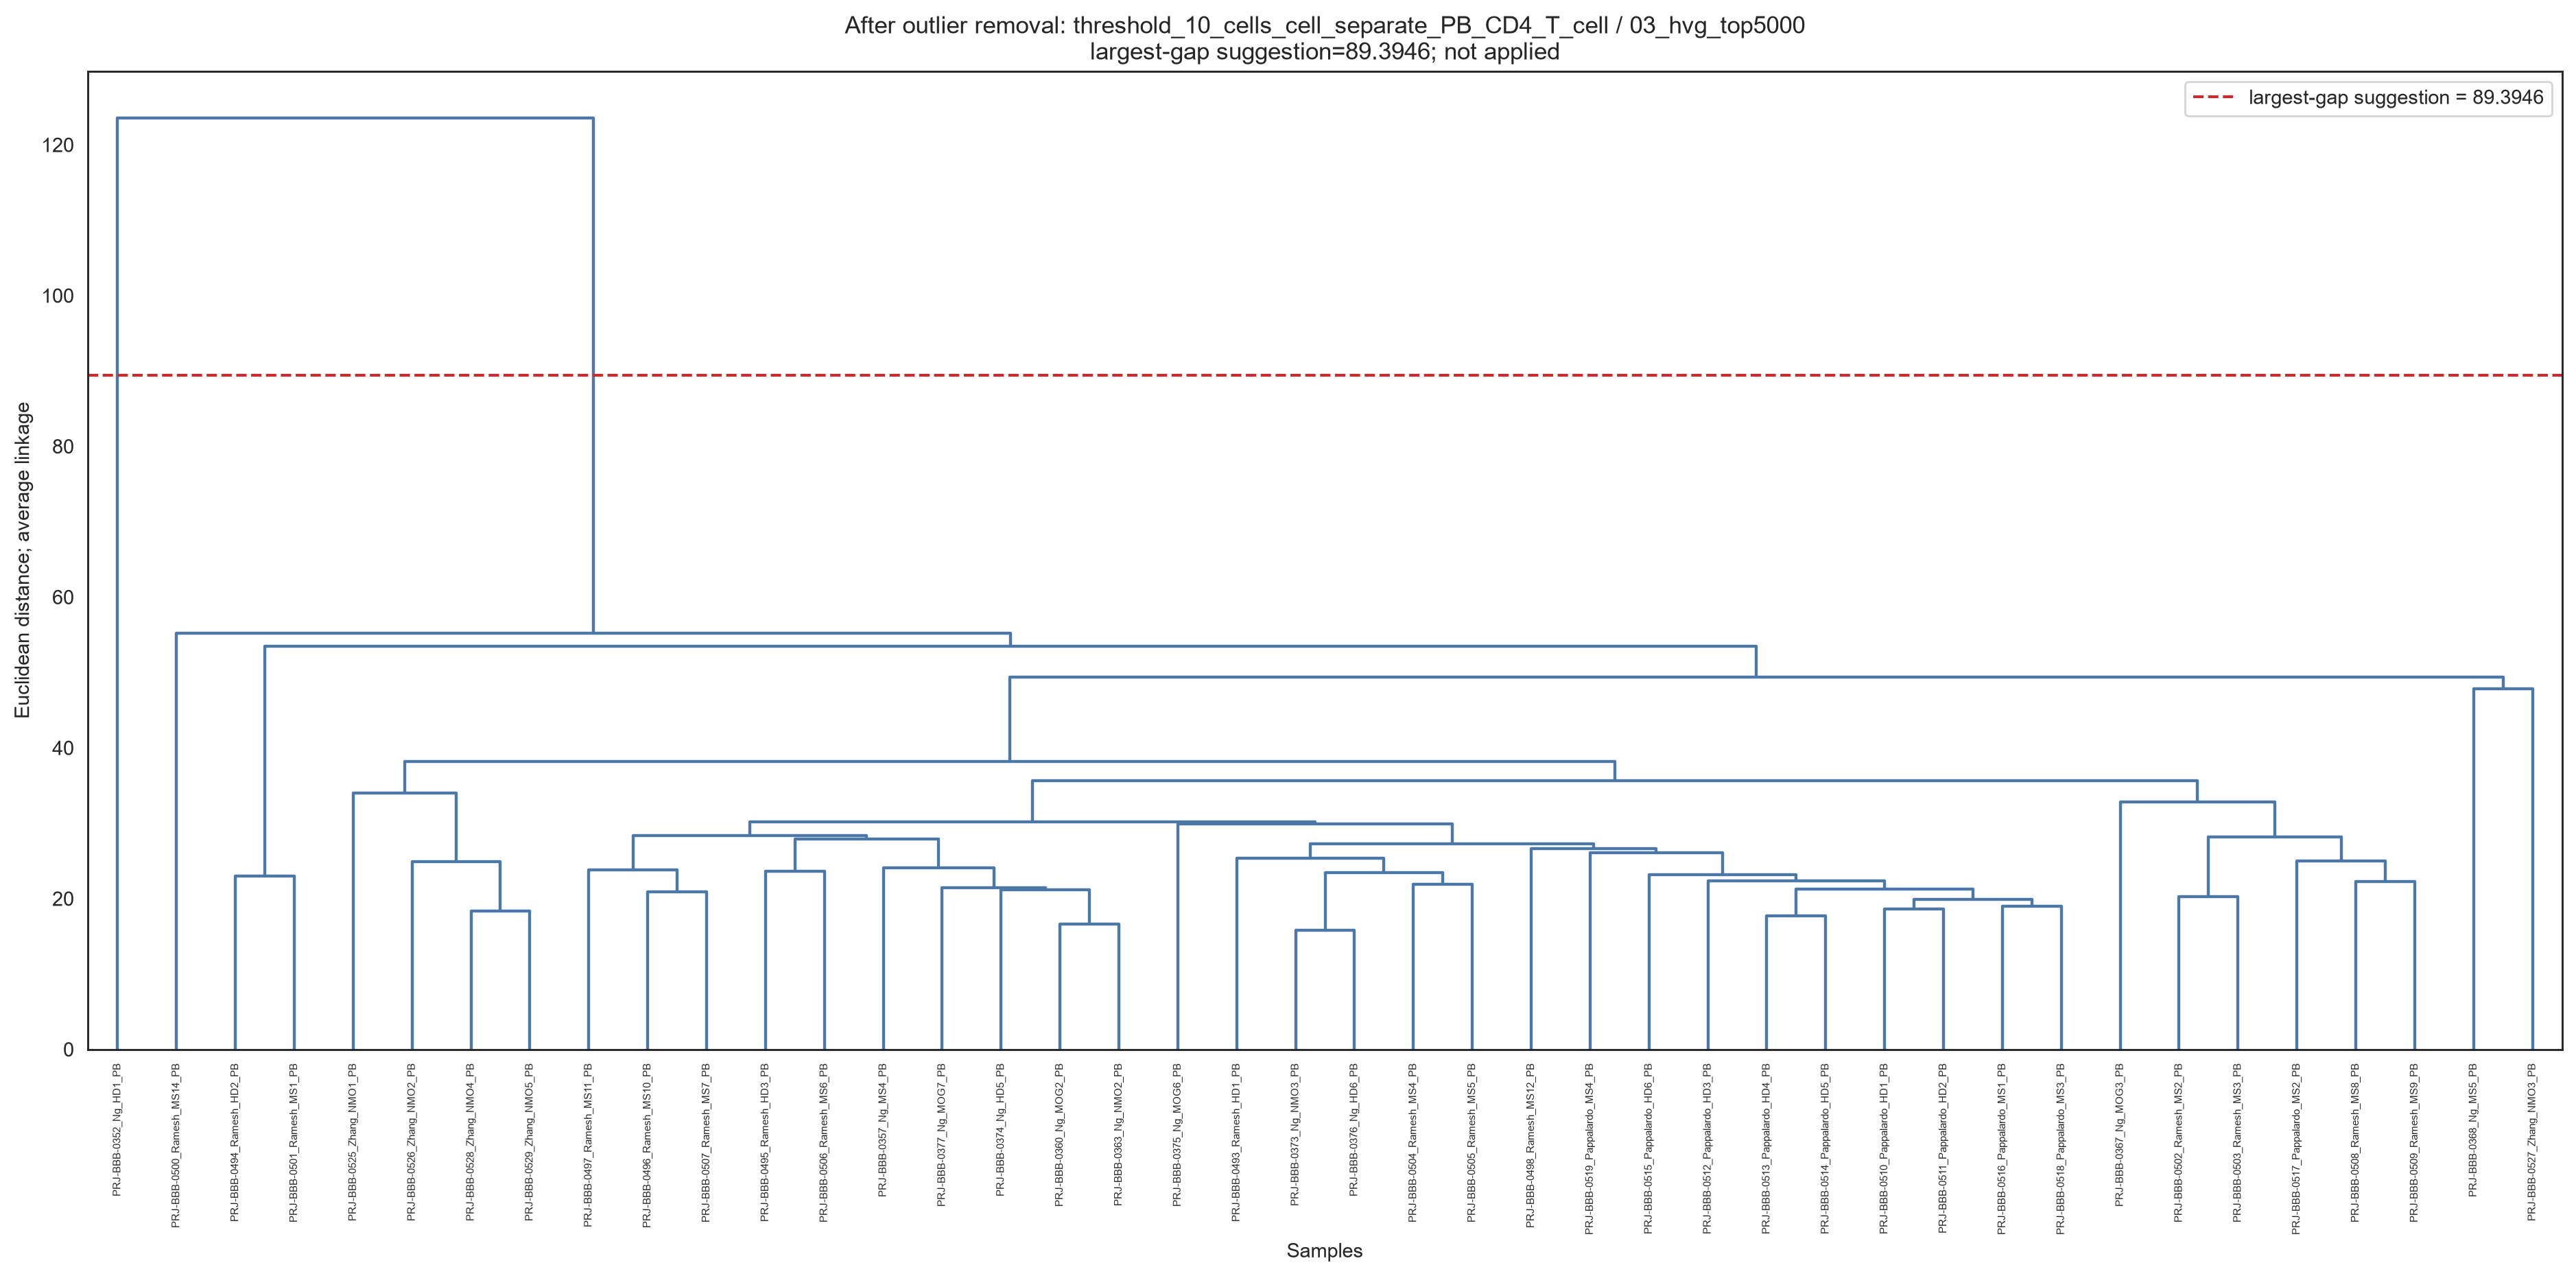 After outlier removal: threshold_10_cells_cell_separate_PB_CD4_T_cell / 03_hvg_top5000
largest-gap suggestion=89.3946; not applied
largest-gap suggestion = 89.3946
Euclidean distance; average linkage
120
100
80
60
40
20
0
PRJ-BBB-0352_Ng_HD1_PB
PRJ-BBB-0500_Ramesh_MS14_PB
PRJ-BBB-0494_Ramesh_HD2_PB
PRJ-BBB-0501_Ramesh_MS1_PB
PRJ-BBB-0525_Zhang_NMO1_PB
PRJ-BBB-0526_Zhang_NMO2_PB
PRJ-BBB-0528_Zhang_NMO4_PB
PRJ-BBB-0529_Zhang_NMO5_PB
PRJ-BBB-0497_Ramesh_MS11_PB
PRJ-BBB-0496_Ramesh_MS10_PB
PRJ-BBB-0507_Ramesh_MS7_PB
PRJ-BBB-0495_Ramesh_HD3_PB
PRJ-BBB-0506_Ramesh_MS6_PB
PRJ-BBB-0357_Ng_MS4_PB
PRJ-BBB-0377_Ng_MOG7_PB
PRJ-BBB-0374_Ng_HD5_PB
PRJ-BBB-0360_Ng_MOG2_PB
PRJ-BBB-0363_Ng_NMO2_PB
PRJ-BBB-0375_Ng_MOG6_PB
PRJ-BBB-0493_Ramesh_HD1_PB
PRJ-BBB-0373_Ng_NMO3_PB
PRJ-BBB-0376_Ng_HD6_PB
PRJ-BBB-0504_Ramesh_MS4_PB
PRJ-BBB-0505_Ramesh_MS5_PB
PRJ-BBB-0498_Ramesh_MS12_PB
PRJ-BBB-0519_Pappalardo_MS4_PB
PRJ-BBB-0515_Pappalardo_HD6_PB
PRJ-BBB-0512_Pappalardo_HD3_PB
PRJ-BBB-0513_Pappalardo_HD4_PB
PRJ-BBB-0514_Pappalardo_HD5_PB
PRJ-BBB-0510_Pappalardo_HD1_PB
PRJ-BBB-0511_Pappalardo_HD2_PB
PRJ-BBB-0516_Pappalardo_MS1_PB
PRJ-BBB-0518_Pappalardo_MS3_PB
PRJ-BBB-0367_Ng_MOG3_PB
PRJ-BBB-0502_Ramesh_MS2_PB
PRJ-BBB-0503_Ramesh_MS3_PB
PRJ-BBB-0517_Pappalardo_MS2_PB
PRJ-BBB-0508_Ramesh_MS8_PB
PRJ-BBB-0509_Ramesh_MS9_PB
PRJ-BBB-0368_Ng_MS5_PB
PRJ-BBB-0527_Zhang_NMO3_PB
Samples